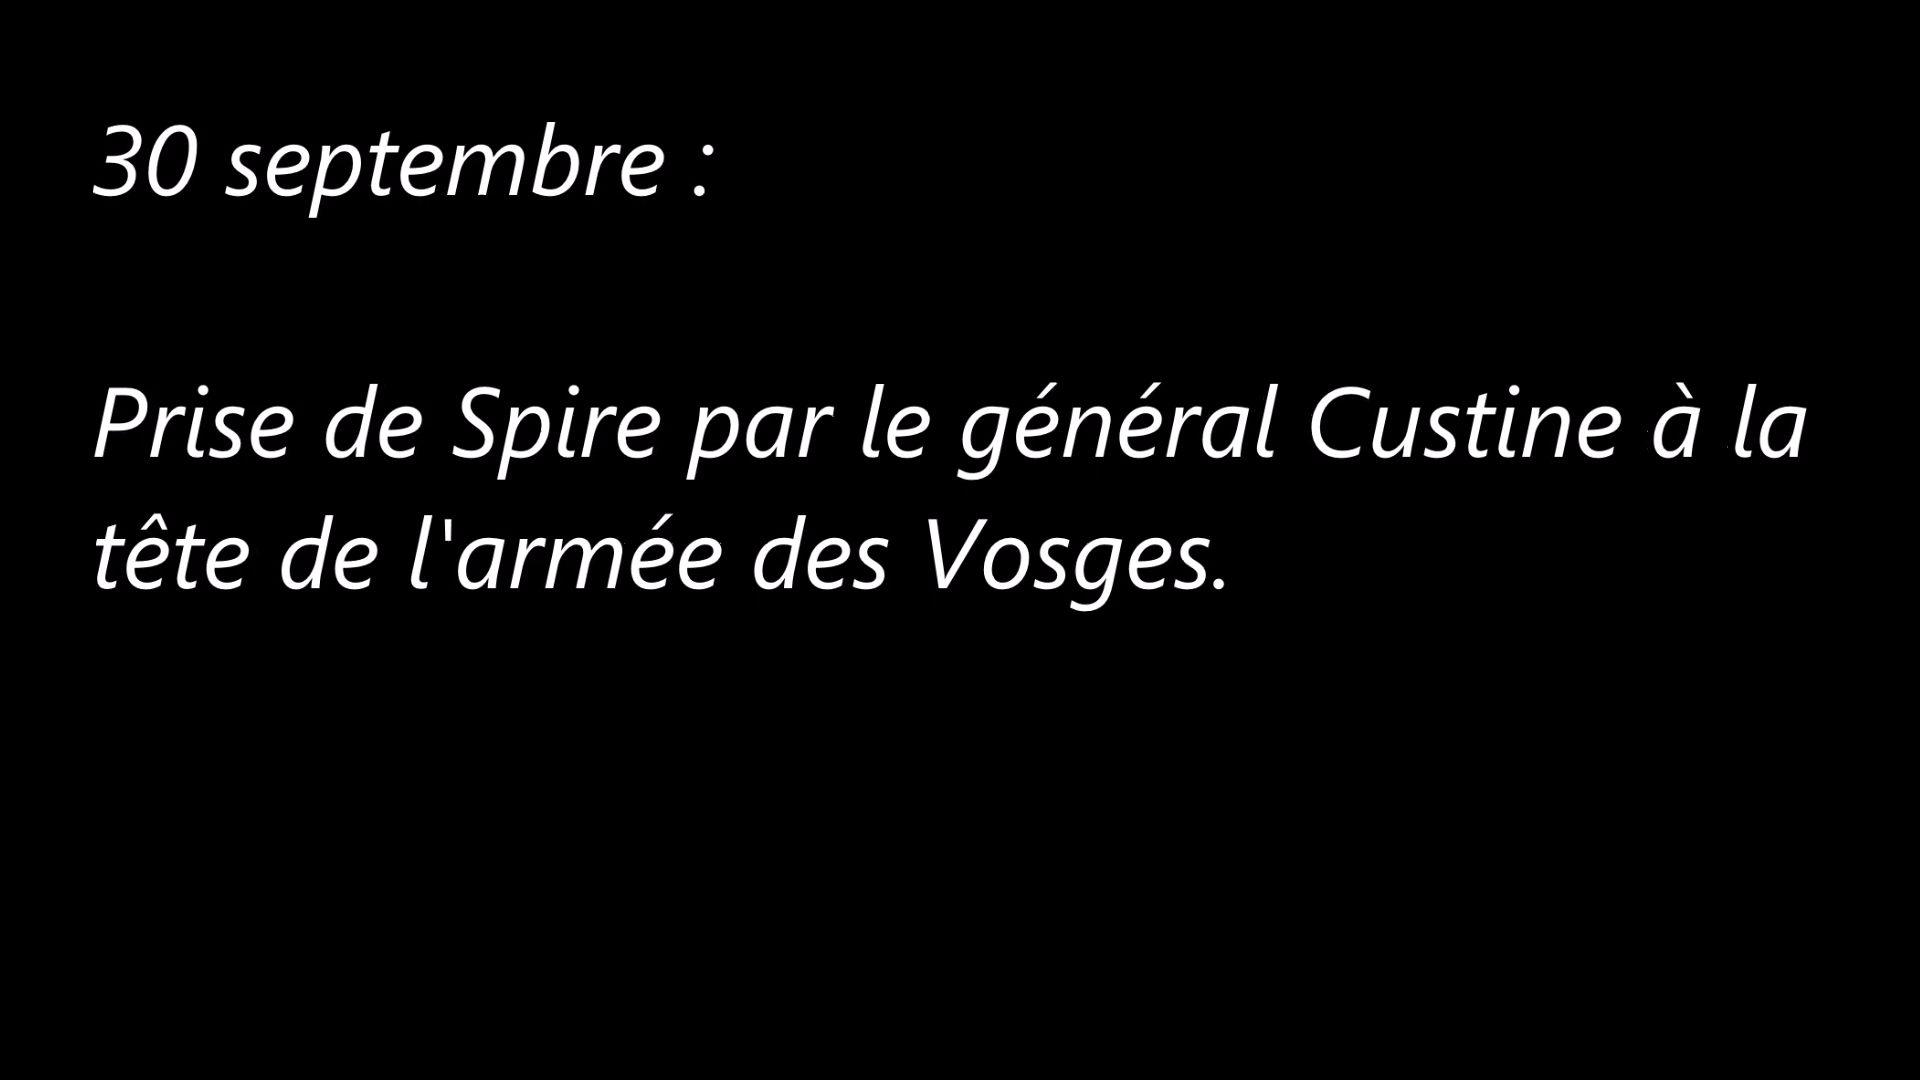 30 septembre :
Prise de Spire par le général Custine à la
tête de l'armée des Vosges.